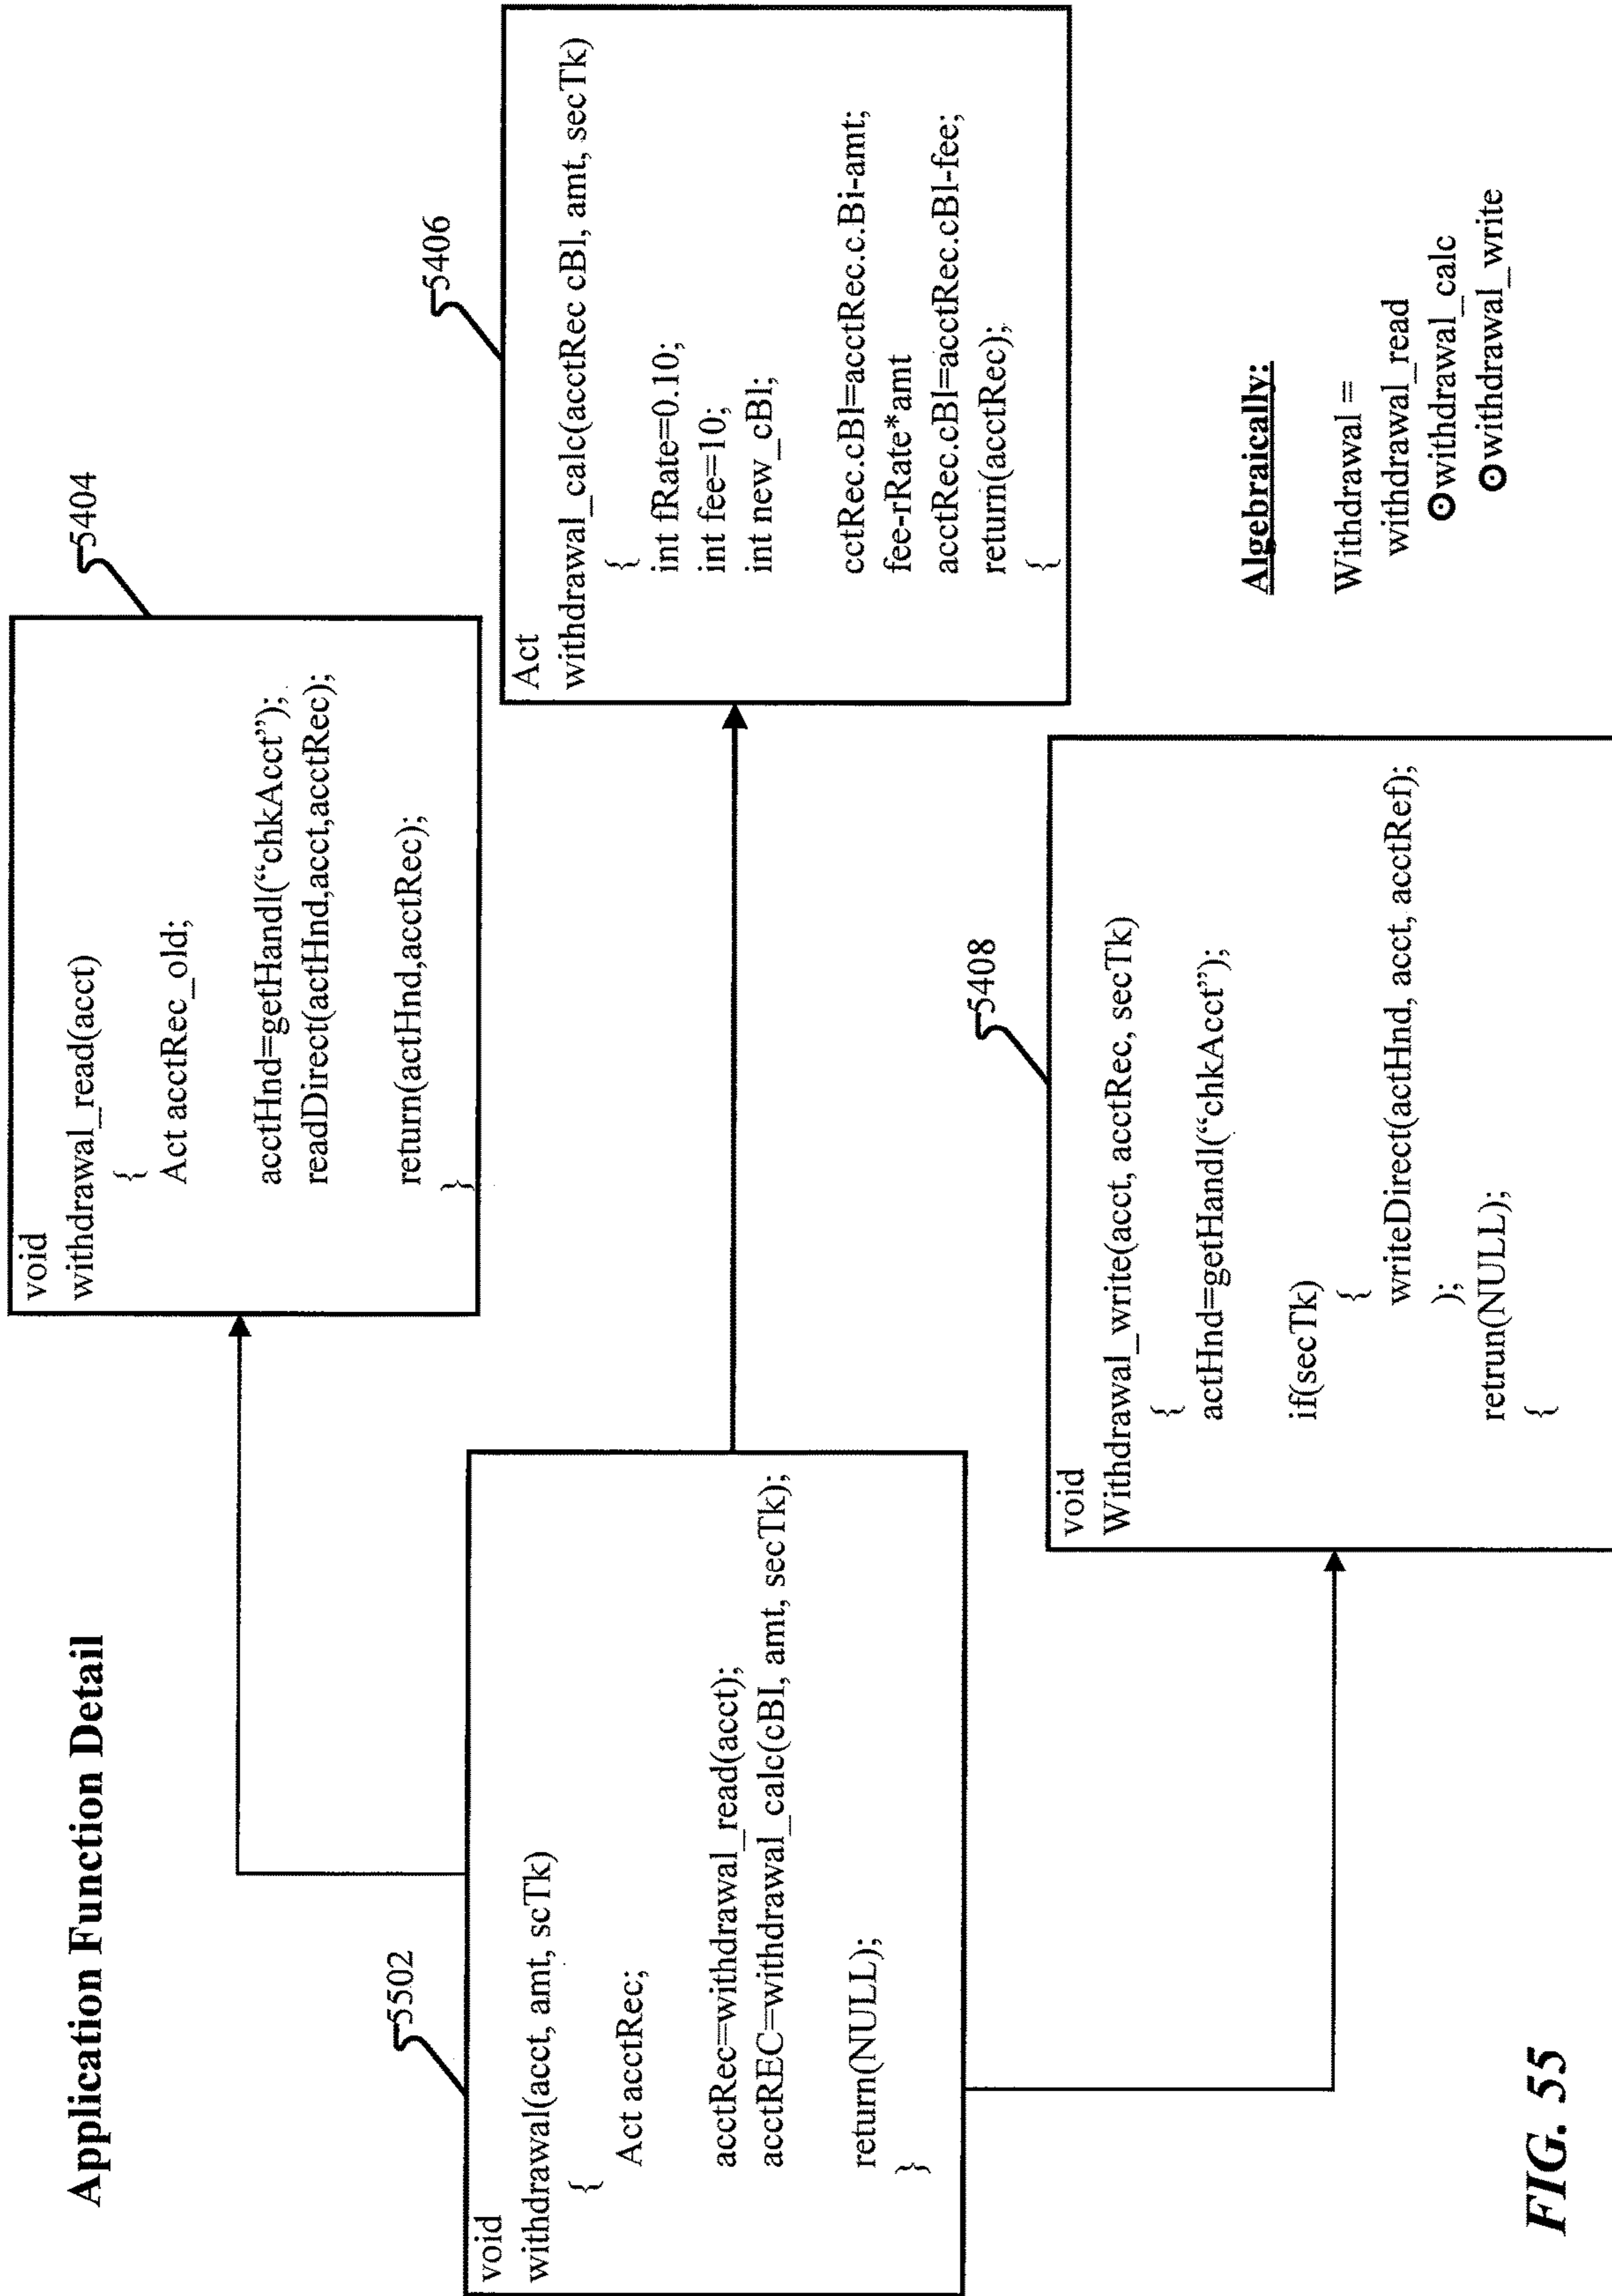 Application Function Detail
5502
void
withdrawal(acct, amt, scTk)
{
Act acctRec;
acctRec=withdrawal_read(acct);
acctREC=withdrawal_calc(cBI, amt, secTk);
return(NULL);
}
5404
void
withdrawal_read(acct)
{
Act acctRec_old;
acctHnd=getHandl(“chkAcct”);
readDirect(actHnd,acct,acctRec);
return(actHnd,acctRec);
}
5406
Act
withdrawal_calc(acctRec cBl, amt, secTk)
{
int fRate=0.10;
int fee=10;
int new_cBl;
cctRec.cBl=acctRec.c.Bi-amt;
fee-rRate*amt
acctRec.cBl=acctRec.cBl-fee;
return(acctRec);
{
5408
void
Withdrawal_write(acct, acctRec, secTk)
{
actHnd=getHandl(“chkAcct”);
if(secTk)
{
writeDirect(actHnd, acct, acctRef);
);
retrun(NULL);
{
Algebraically:
Withdrawal =
withdrawal_read
⊙withdrawal_calc
⊙withdrawal_write
FIG. 55